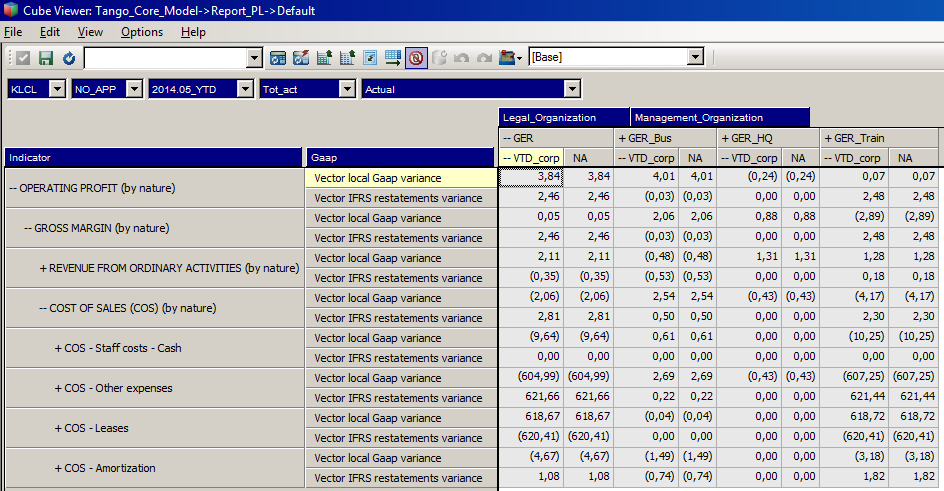 Cube Viewer: Tango_Core_Model->Report_PL->Default
File Edit View Options Help
[Base]
KLCL NO_APP 2014.05_YTD Tot_act Actual
Legal_Organization Management_Organization
-- GER + GER_Bus + GER_HQ + GER_Train
Indicator Gaap -- VTD_corp NA -- VTD_corp NA -- VTD_corp NA -- VTD_corp NA
-- OPERATING PROFIT (by nature) Vector local Gaap variance 3,84 3,84 4,01 4,01 (0,24) (0,24) 0,07 0,07
Vector IFRS restatements variance 2,46 2,46 (0,03) (0,03) 0,00 0,00 2,48 2,48
-- GROSS MARGIN (by nature) Vector local Gaap variance 0,05 0,05 2,06 2,06 0,88 0,88 (2,89) (2,89)
Vector IFRS restatements variance 2,46 2,46 (0,03) (0,03) 0,00 0,00 2,48 2,48
+ REVENUE FROM ORDINARY ACTIVITIES (by nature) Vector local Gaap variance 2,11 2,11 (0,48) (0,48) 1,31 1,31 1,28 1,28
Vector IFRS restatements variance (0,35) (0,35) (0,53) (0,53) 0,00 0,00 0,18 0,18
-- COST OF SALES (COS) (by nature) Vector local Gaap variance (2,06) (2,06) 2,54 2,54 (0,43) (0,43) (4,17) (4,17)
Vector IFRS restatements variance 2,81 2,81 0,50 0,50 0,00 0,00 2,30 2,30
+ COS - Staff costs - Cash Vector local Gaap variance (9,64) (9,64) 0,61 0,61 0,00 0,00 (10,25) (10,25)
Vector IFRS restatements variance 0,00 0,00 0,00 0,00 0,00 0,00 0,00 0,00
+ COS - Other expenses Vector local Gaap variance (604,99) (604,99) 2,69 2,69 (0,43) (0,43) (607,25) (607,25)
Vector IFRS restatements variance 621,66 621,66 0,22 0,22 0,00 0,00 621,44 621,44
+ COS - Leases Vector local Gaap variance 618,67 618,67 (0,04) (0,04) 0,00 0,00 618,72 618,72
Vector IFRS restatements variance (620,41) (620,41) 0,00 0,00 0,00 0,00 (620,41) (620,41)
+ COS - Amortization Vector local Gaap variance (4,67) (4,67) (1,49) (1,49) 0,00 0,00 (3,18) (3,18)
Vector IFRS restatements variance 1,08 1,08 (0,74) (0,74) 0,00 0,00 1,82 1,82